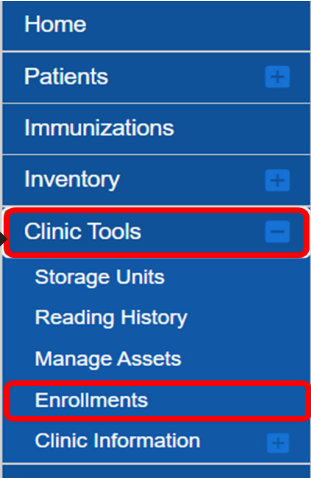 Home
Patients
Immunizations
Inventory
Clinic Tools
Storage Units
Reading History
Manage Assets
Enrollments
Clinic Information